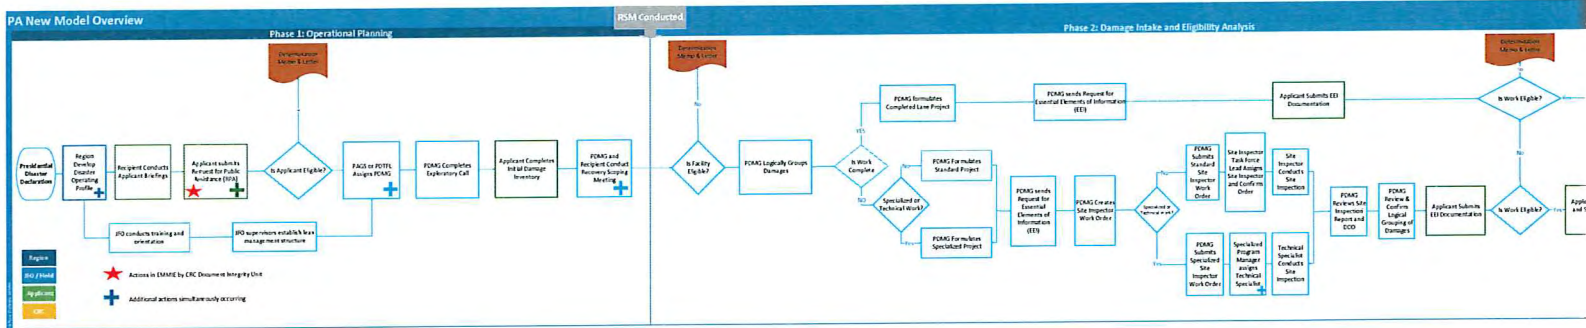 PA New Model Overview
RSM Conducted
Phase 1: Operational Planning
Phase 2: Damage Intake and Eligibility Analysis
Determination
Memo & Letter
Determination
Memo & Letter
Determination
Memo & Letter
Presidential
Disaster
Declaration
Region
Develop
Disaster
Operating
Profile
Recipient Conducts
Applicant Briefings
Applicant submits
Request for Public
Assistance (RPA)
Is Applicant Eligible?
PAGS or PDTFL
Assigns PDMG
PDMG Completes
Exploratory Call
Applicant Completes
Initial Damage
Inventory
PDMG and
Recipient Conduct
Recovery Scoping
Meeting
JFO conducts training and
orientation
JFO supervisors establish lean
management structure
No
Is Facility
Eligible?
PDMG Logically Groups
Damages
Is Work
Complete
YES
NO
PDMG formulates
Completed Lane Project
PDMG sends Request for
Essential Elements of Information
(EEI)
Applicant Submits EEI
Documentation
No
Is Work Eligible?
Specialized or
Technical Work?
No
Yes
PDMG Formulates
Standard Project
PDMG Formulates
Specialized Project
PDMG sends
Request for
Essential
Elements of
Information
(EEI)
PDMG Creates
Site Inspector
Work Order
Specialized or
Technical Work?
No
Yes
PDMG
Submits
Standard
Site
Inspector
Work
Order
Site Inspector
Task Force
Lead Assigns
Site Inspector
and Confirms
Order
Site
Inspector
Conducts
Site
Inspection
PDMG
Submits
Specialized
Site
Inspector
Work Order
Specialized
Program
Manager
assigns
Technical
Specialist
Technical
Specialist
Conducts
Site
Inspection
PDMG
Reviews Site
Inspection
Report and
DDD
PDMG
Review &
Confirm
Logical
Grouping of
Damages
Applicant Submits
EEI Documentation
No
Is Work Eligible?
Yes
Region
JFO / Field
Applicant
CRC
Actions in EMMIE by CRC Document Integrity Unit
Additional actions simultaneously occurring